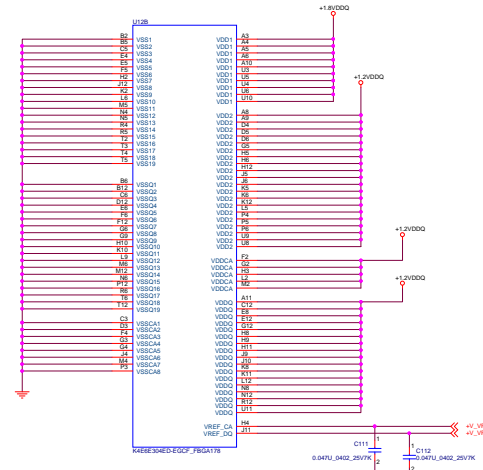 +1.8VDDQ
U12B
B2 VSS1
B5 VSS2
C5 VSS3
E4 VSS4
E5 VSS5
F5 VSS6
H2 VSS7
J12 VSS8
K2 VSS9
L6 VSS10
M5 VSS11
N4 VSS12
N5 VSS13
R4 VSS14
R5 VSS15
T2 VSS16
T3 VSS17
T4 VSS18
T5 VSS19
B6 VSSQ1
B12 VSSQ2
C6 VSSQ3
D12 VSSQ4
E6 VSSQ5
F6 VSSQ6
F12 VSSQ7
G6 VSSQ8
G9 VSSQ9
H10 VSSQ10
K10 VSSQ11
L9 VSSQ12
M6 VSSQ13
M12 VSSQ14
N6 VSSQ15
P12 VSSQ16
R6 VSSQ17
T6 VSSQ18
T12 VSSQ19
C3 VSSCA1
D3 VSSCA2
F4 VSSCA3
G3 VSSCA4
G4 VSSCA5
J4 VSSCA6
M4 VSSCA7
P3 VSSCA8
VDD1 A3
VDD1 A4
VDD1 A5
VDD1 A6
VDD1 A10
VDD1 U3
VDD1 U5
VDD1 U4
VDD1 U6
VDD1 U10
+1.2VDDQ
VDD2 A8
VDD2 A9
VDD2 D4
VDD2 D5
VDD2 D6
VDD2 G5
VDD2 H5
VDD2 H6
VDD2 H12
VDD2 J5
VDD2 J6
VDD2 K5
VDD2 K6
VDD2 K12
VDD2 L5
VDD2 P4
VDD2 P5
VDD2 P6
VDD2 U9
VDD2 U8
+1.2VDDQ
VDDCA F2
VDDCA G2
VDDCA H3
VDDCA L2
VDDCA M2
+1.2VDDQ
VDDQ A11
VDDQ C12
VDDQ E8
VDDQ E12
VDDQ G12
VDDQ H8
VDDQ H9
VDDQ H11
VDDQ J9
VDDQ J10
VDDQ K8
VDDQ K11
VDDQ L12
VDDQ N8
VDDQ N12
VDDQ R12
VDDQ U11
VREF_CA H4
VREF_DQ J11
K4E6E304ED-EGCF_FBGA178
C111
0.047U_0402_25V7K
1
2
C112
0.047U_0402_25V7K
1
2